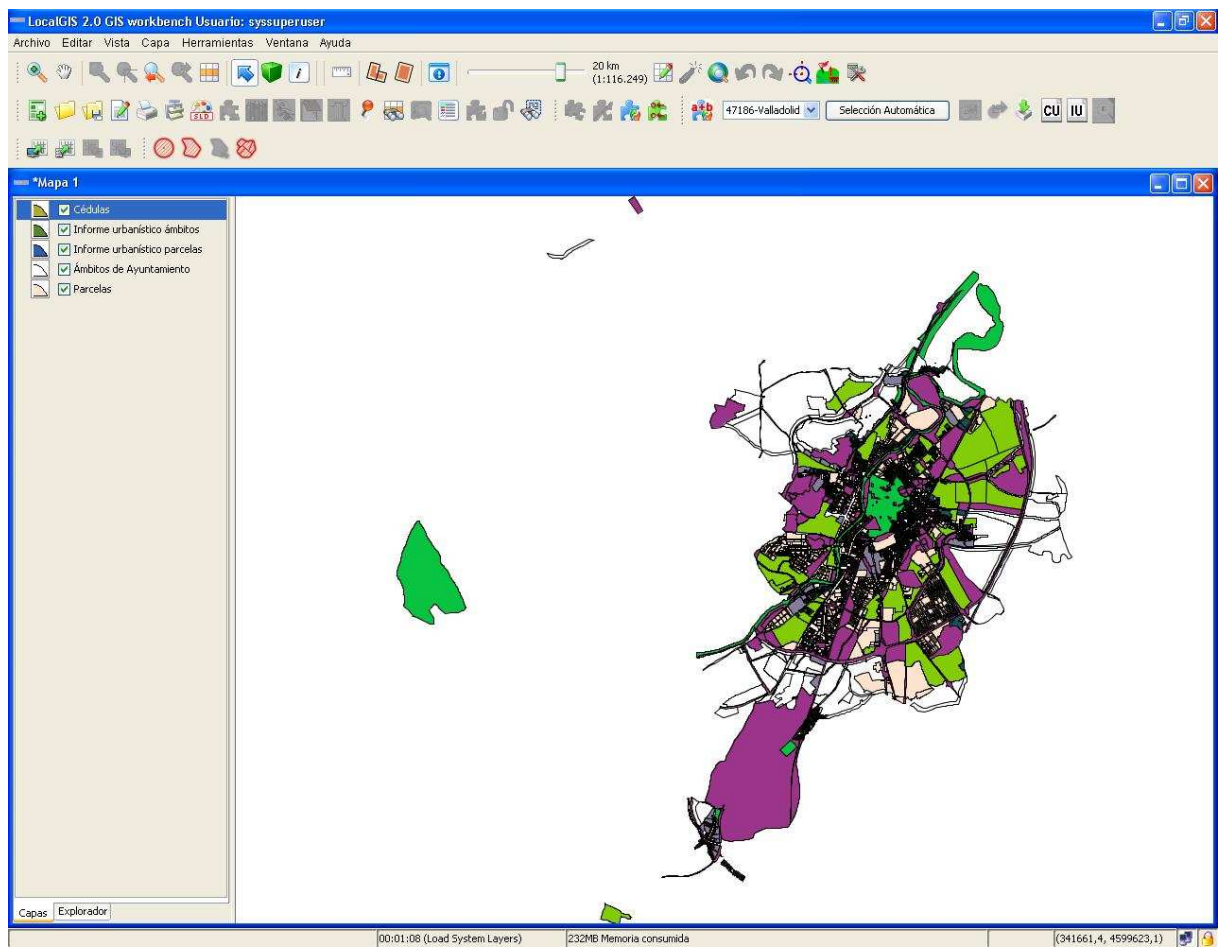 LocalGIS 2.0 GIS workbench Usuario: syssuperuser
Archivo Editar Vista Capa Herramientas Ventana Ayuda
20 km
(1:116.249)
SLD
a+b
47186-Valladolid
Selección Automática
CU
IU
*Mapa 1
Cédulas
Informe urbanístico ámbitos
Informe urbanístico parcelas
Ámbitos de Ayuntamiento
Parcelas
Capas Explorador
00:01:08 (Load System Layers)
232MB Memoria consumida
(341661,4, 4599623,1)